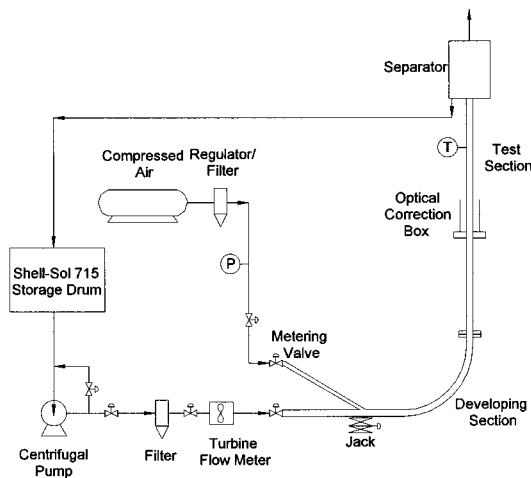 Separator
T
Test
Section
Compressed
Air
Regulator/
Filter
Optical
Correction
Box
P
Shell-Sol 715
Storage Drum
Metering
Valve
Developing
Section
Jack
Centrifugal
Pump
Filter
Turbine
Flow Meter